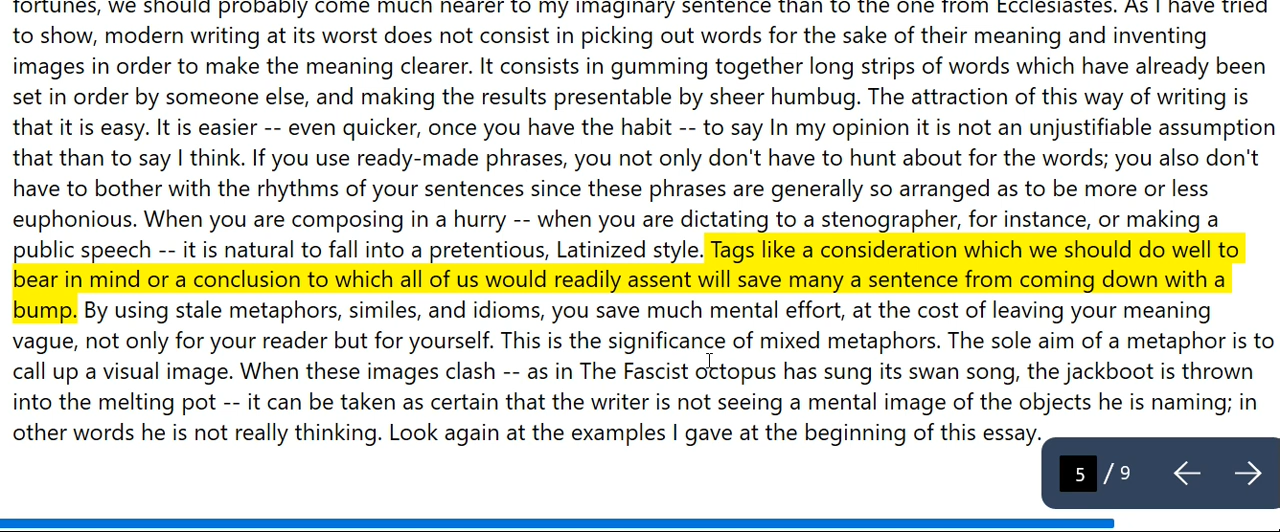 fortunes, we should probably come much nearer to my imaginary sentence than to the one from Ecclesiastes. As I have tried
to show, modern writing at its worst does not consist in picking out words for the sake of their meaning and inventing
images in order to make the meaning clearer. It consists in gumming together long strips of words which have already been
set in order by someone else, and making the results presentable by sheer humbug. The attraction of this way of writing is
that it is easy. It is easier -- even quicker, once you have the habit -- to say In my opinion it is not an unjustifiable assumption
that than to say I think. If you use ready-made phrases, you not only don't have to hunt about for the words; you also don't
have to bother with the rhythms of your sentences since these phrases are generally so arranged as to be more or less
euphonious. When you are composing in a hurry -- when you are dictating to a stenographer, for instance, or making a
public speech -- it is natural to fall into a pretentious, Latinized style. Tags like a consideration which we should do well to
bear in mind or a conclusion to which all of us would readily assent will save many a sentence from coming down with a
bump. By using stale metaphors, similes, and idioms, you save much mental effort, at the cost of leaving your meaning
vague, not only for your reader but for yourself. This is the significance of mixed metaphors. The sole aim of a metaphor is to
call up a visual image. When these images clash -- as in The Fascist octopus has sung its swan song, the jackboot is thrown
into the melting pot -- it can be taken as certain that the writer is not seeing a mental image of the objects he is naming; in
other words he is not really thinking. Look again at the examples I gave at the beginning of this essay.
5 / 9